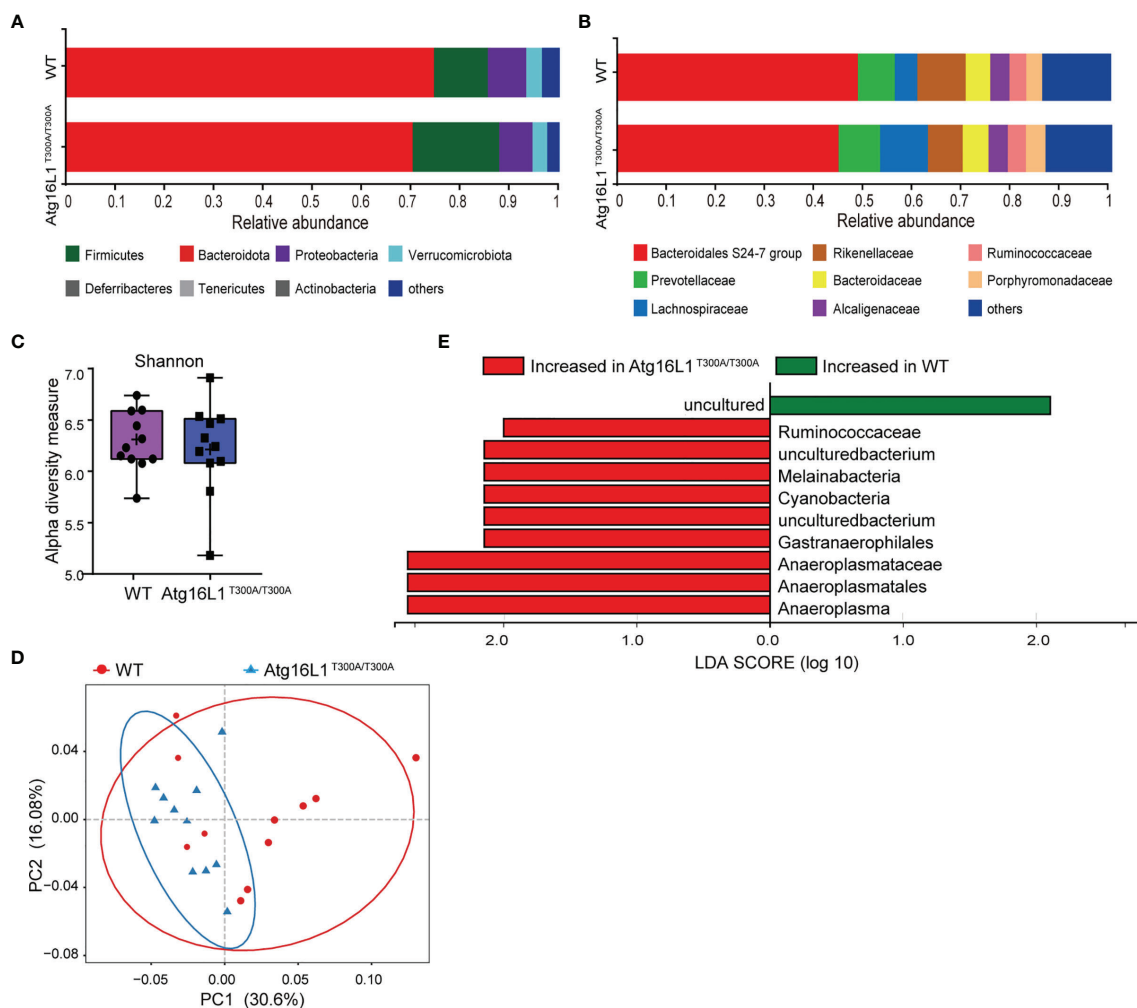 A
WT
Atg16L1 T300A/T300A
0 0.1 0.2 0.3 0.4 0.5 0.6 0.7 0.8 0.9 1
Relative abundance
Firmicutes Bacteroidota Proteobacteria Verrucomicrobiota
Deferribacteres Tenericutes Actinobacteria others
B
WT
Atg16L1 T300A/T300A
0 0.1 0.2 0.3 0.4 0.5 0.6 0.7 0.8 0.9 1
Relative abundance
Bacteroidales S24-7 group Rikenellaceae Ruminococcaceae
Prevotellaceae Bacteroidaceae Porphyromonadaceae
Lachnospiraceae Alcaligenaceae others
C
Shannon
Alpha diversity measure
7.0
6.5
6.0
5.5
5.0
WT Atg16L1 T300A/T300A
E
Increased in Atg16L1 T300A/T300A Increased in WT
uncultured
Ruminococcaceae
unculturedbacterium
Melainabacteria
Cyanobacteria
unculturedbacterium
Gastranaerophilales
Anaeroplasmataceae
Anaeroplasmatales
Anaeroplasma
2.0 1.0 0.0 1.0 2.0
LDA SCORE (log 10)
D
WT Atg16L1 T300A/T300A
PC2 (16.08%)
0.04
0.00
−0.04
−0.08
−0.05 0.00 0.05 0.10
PC1 (30.6%)